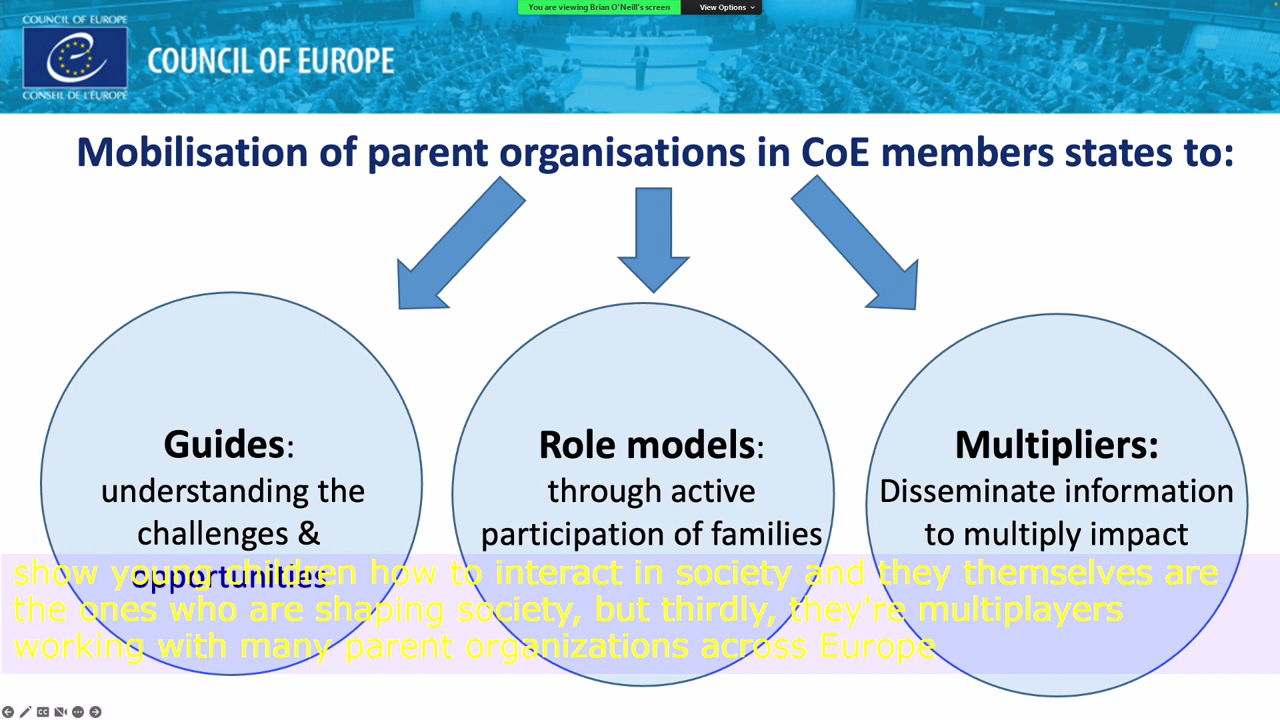 You are viewing Brian O'Neill's screen
View Options
COUNCIL OF EUROPE
COUNCIL OF EUROPE
CONSEIL DE L'EUROPE
Mobilisation of parent organisations in CoE members states to:
Guides:
understanding the
challenges &
opportunities
Role models:
through active
participation of families
Multipliers:
Disseminate information
to multiply impact
show young children how to interact in society and they themselves are
the ones who are shaping society, but thirdly, they're multiplayers
working with many parent organizations across Europe
CC